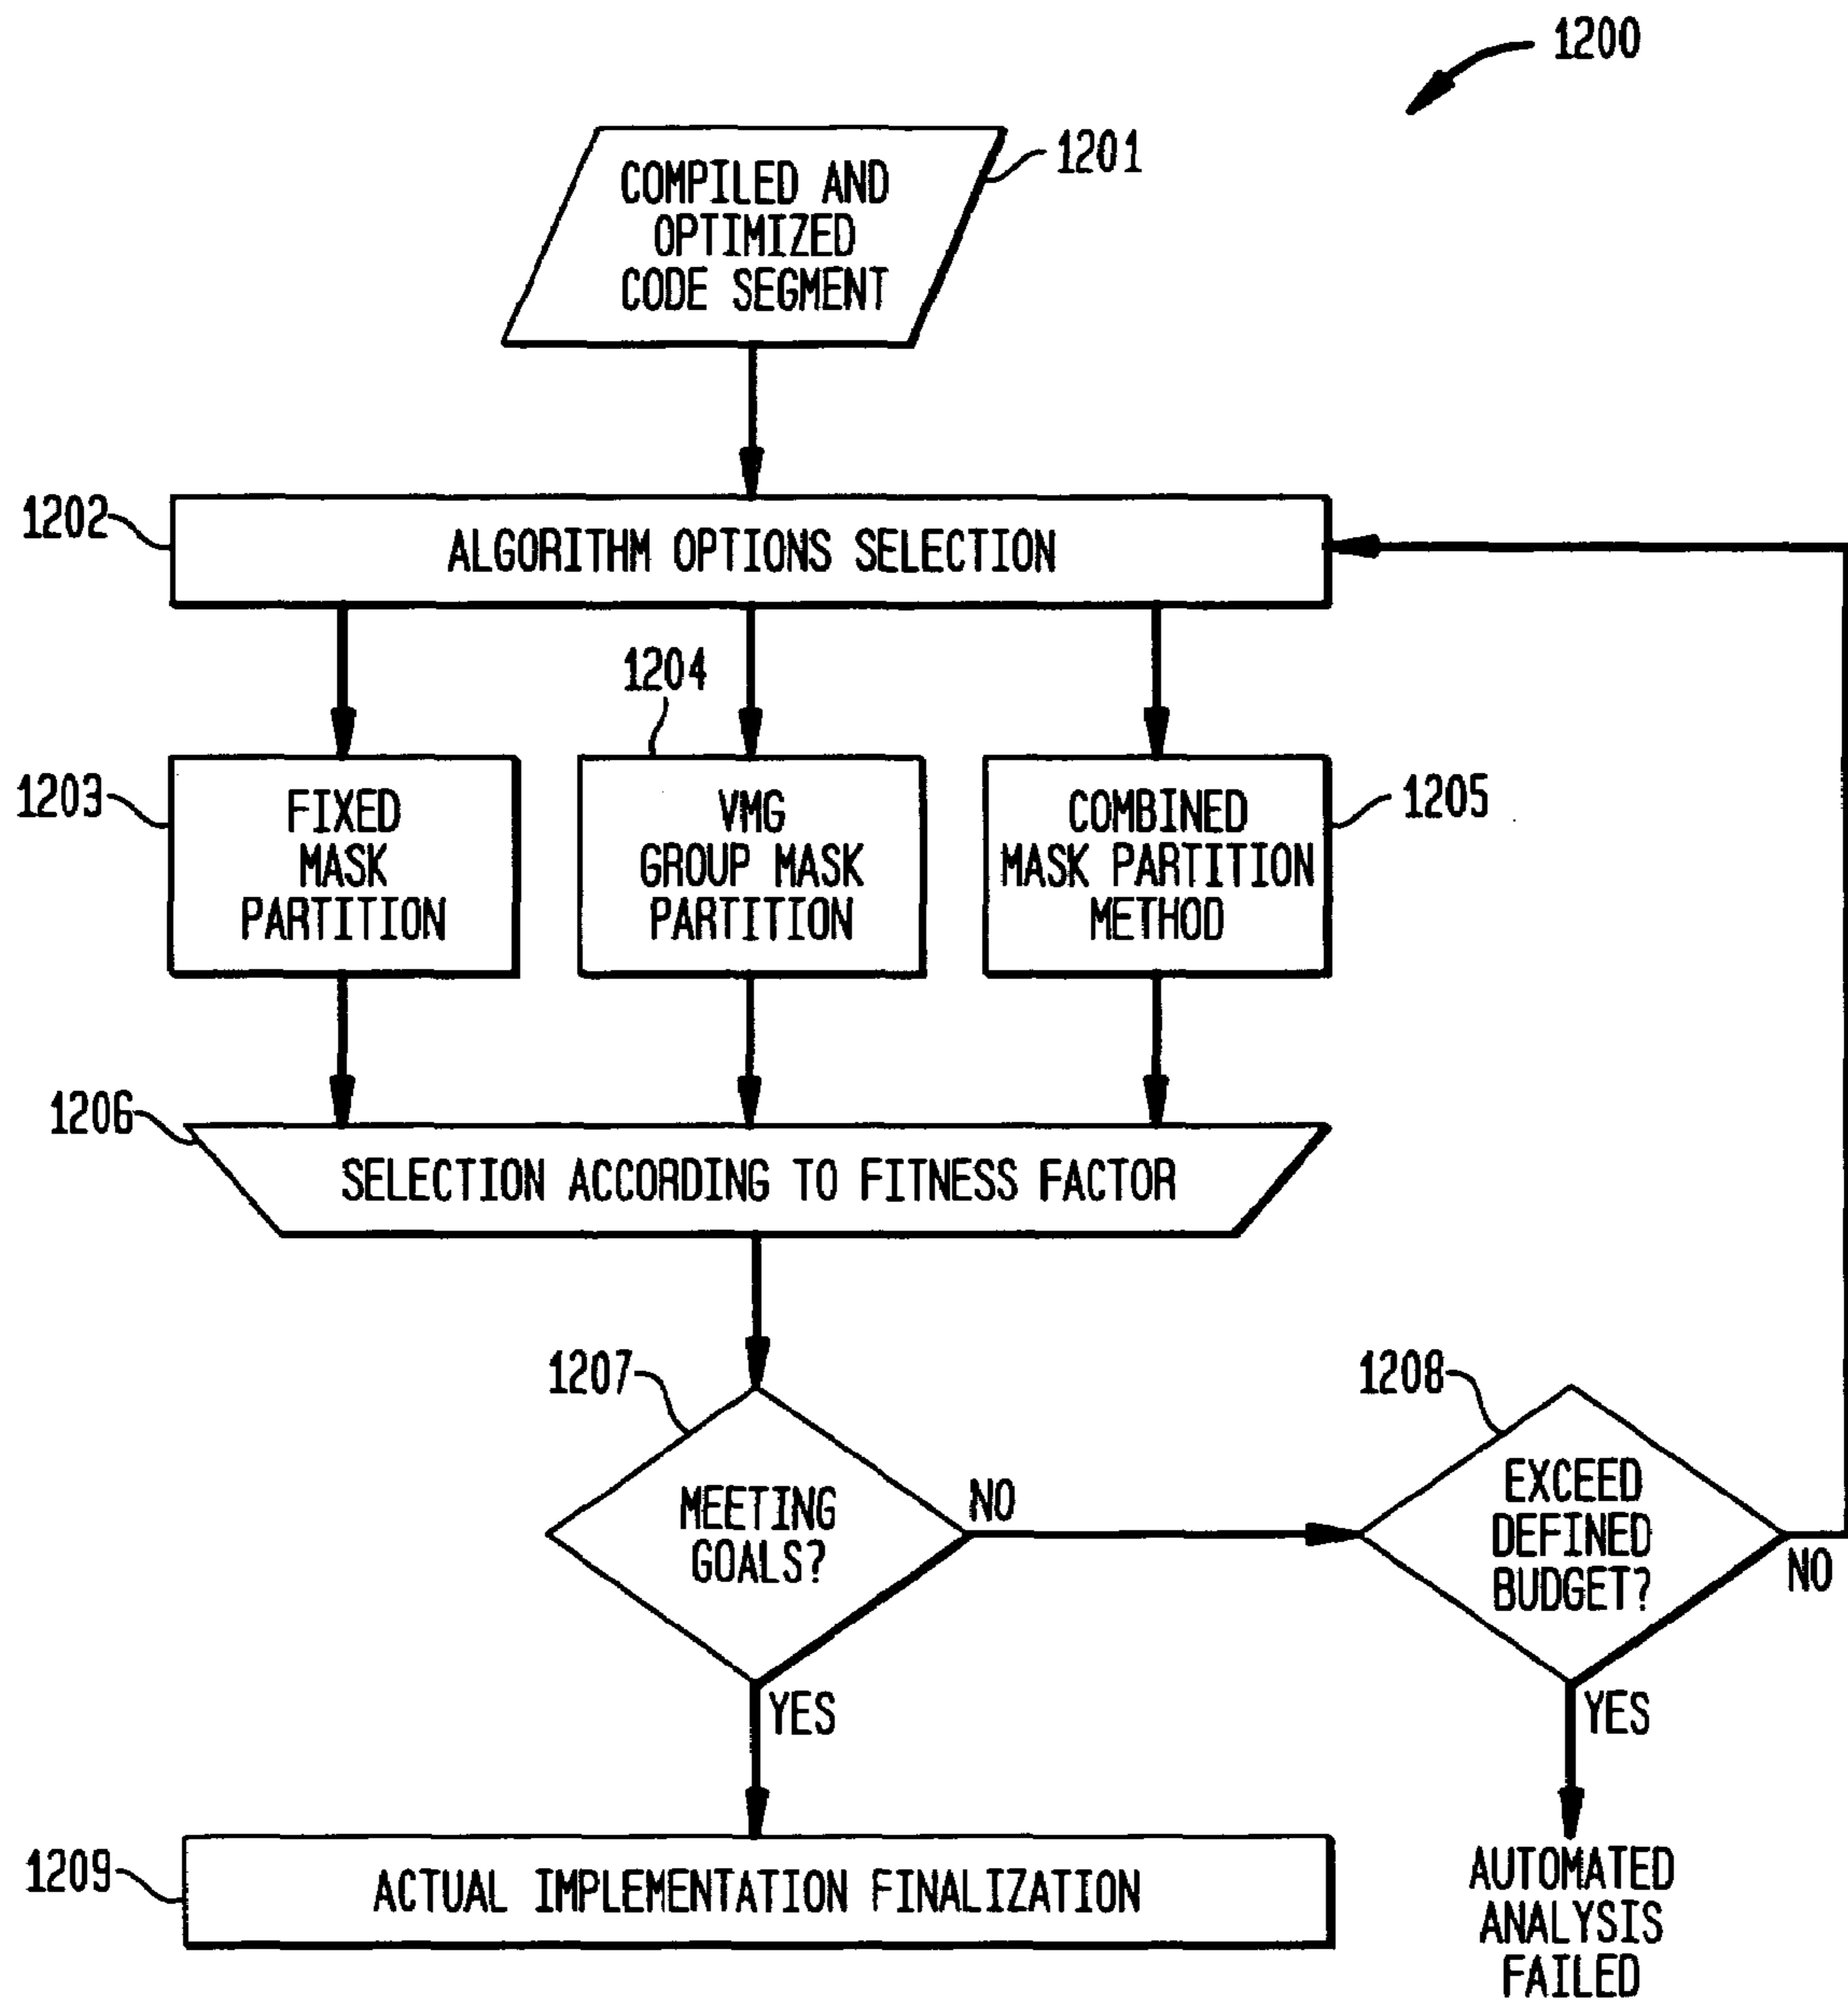 1200
1201
COMPILED AND
OPTIMIZED
CODE SEGMENT
1202
ALGORITHM OPTIONS SELECTION
1204
1203
FIXED
MASK
PARTITION
VMG
GROUP MASK
PARTITION
COMBINED
MASK PARTITION
METHOD
1205
1206
SELECTION ACCORDING TO FITNESS FACTOR
1207
MEETING
GOALS?
NO
1208
EXCEED
DEFINED
BUDGET?
NO
YES
YES
1209
ACTUAL IMPLEMENTATION FINALIZATION
AUTOMATED
ANALYSIS
FAILED